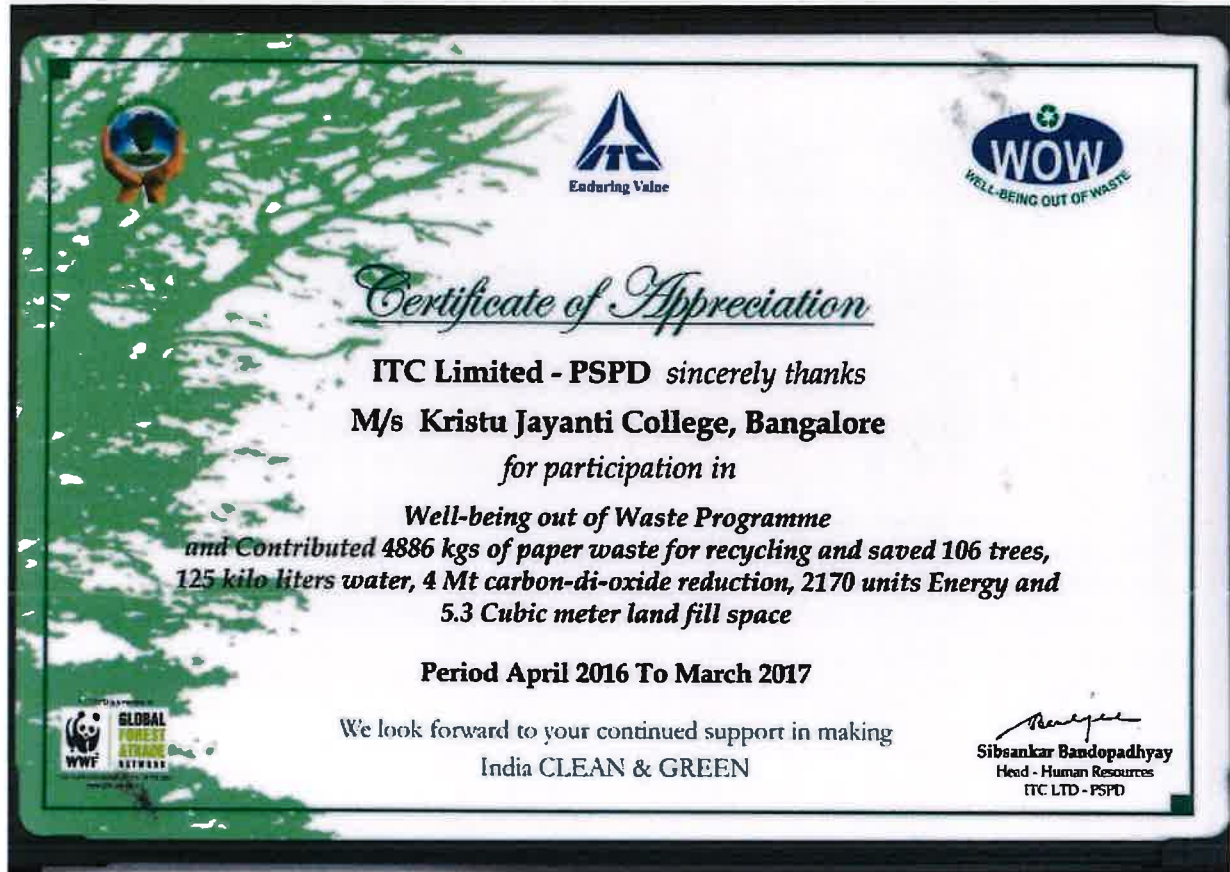 ITC
Enduring Value
WOW
WELL-BEING OUT OF WASTE
Certificate of Appreciation
ITC Limited - PSPD sincerely thanks
M/s Kristu Jayanti College, Bangalore
for participation in
Well-being out of Waste Programme
and Contributed 4886 kgs of paper waste for recycling and saved 106 trees,
125 kilo liters water, 4 Mt carbon-di-oxide reduction, 2170 units Energy and
5.3 Cubic meter land fill space
Period April 2016 To March 2017
We look forward to your continued support in making
India CLEAN & GREEN
WWF
GLOBAL
FOREST
&TRADE
NETWORK
Sibsankar Bandopadhyay
Head - Human Resources
ITC LTD - PSPD